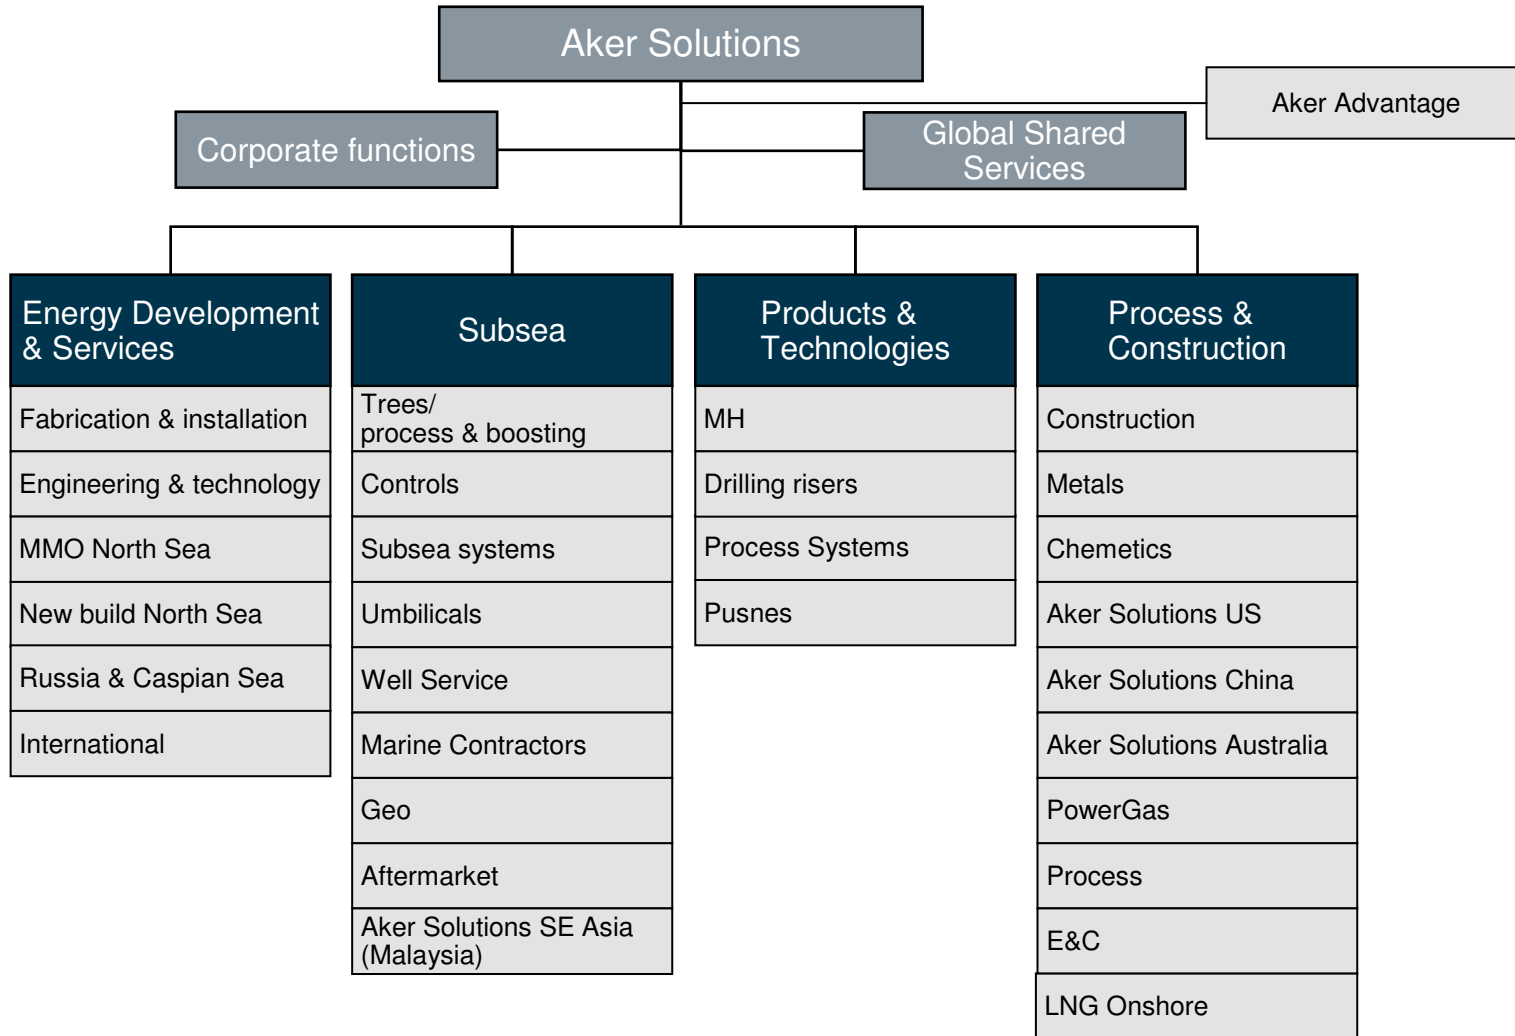 Aker Solutions
Aker Advantage
Corporate functions
Global Shared
Services
Energy Development
& Services
Fabrication & installation
Engineering & technology
MMO North Sea
New build North Sea
Russia & Caspian Sea
International
Subsea
Trees/
process & boosting
Controls
Subsea systems
Umbilicals
Well Service
Marine Contractors
Geo
Aftermarket
Aker Solutions SE Asia
(Malaysia)
Products &
Technologies
MH
Drilling risers
Process Systems
Pusnes
Process &
Construction
Construction
Metals
Chemetics
Aker Solutions US
Aker Solutions China
Aker Solutions Australia
PowerGas
Process
E&C
LNG Onshore